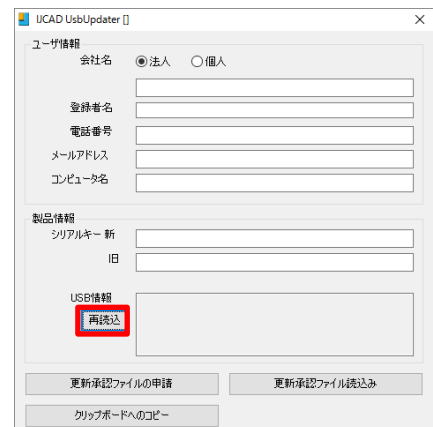 IJCAD UsbUpdater []
ユーザ情報
会社名 法人 個人
登録者名
電話番号
メールアドレス
コンピュータ名
製品情報
シリアルキー 新
旧
USB情報
再読込
更新承認ファイルの申請 更新承認ファイル読込み
クリップボードへのコピー